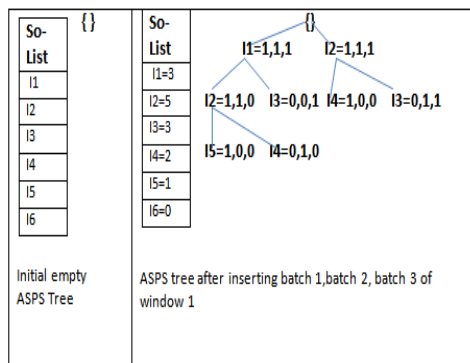 So-
List
{ }
I1
I2
I3
I4
I5
I6
Initial empty
ASPS Tree
So-
List
I1=3
I2=5
I3=3
I4=2
I5=1
I6=0
{}
I1=1,1,1 I2=1,1,1
I2=1,1,0 I3=0,0,1 I4=1,0,0 I3=0,1,1
I5=1,0,0 I4=0,1,0
ASPS tree after inserting batch 1,batch 2, batch 3 of
window 1